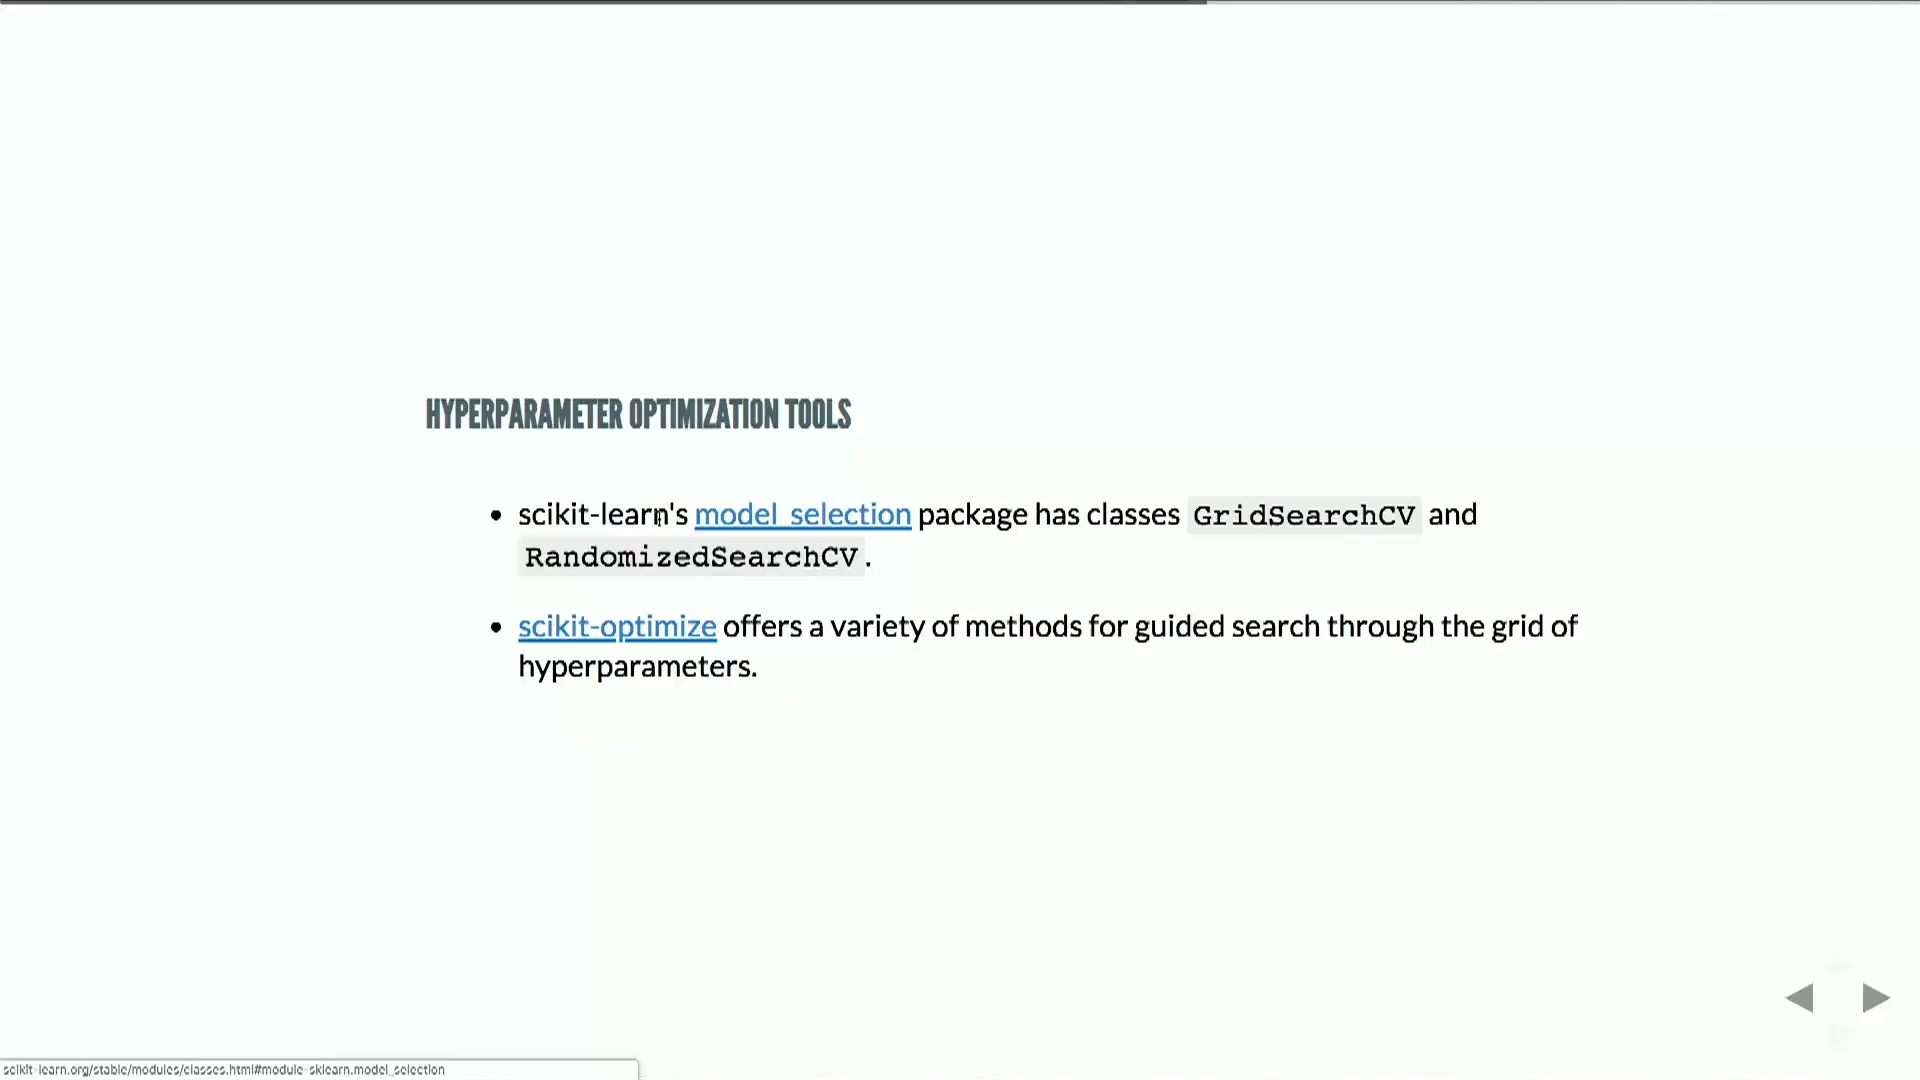 HYPERPARAMETER OPTIMIZATION TOOLS
• scikit-learn's model_selection package has classes GridSearchCV and
RandomizedSearchCV.
• scikit-optimize offers a variety of methods for guided search through the grid of
hyperparameters.
scikit-learn.org/stable/modules/classes.html#module-sklearn.model_selection